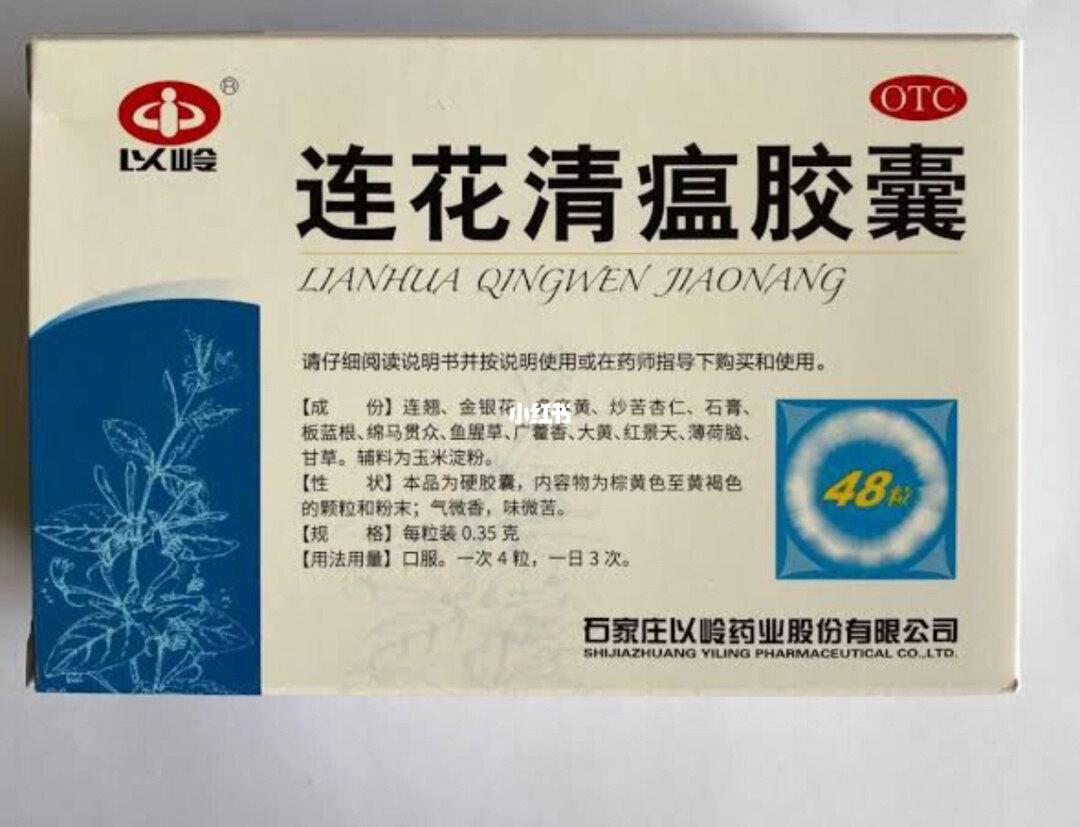 以岭
®
OTC
连花清瘟胶囊
LIANHUA QINGWEN JIAONANG
请仔细阅读说明书并按说明使用或在药师指导下购买和使用。
【成 份】连翘、金银花、 黄、炒苦杏仁、石膏、
小红书
板蓝根、绵马贯众、鱼腥草、广藿香、大黄、红景天、薄荷脑、
甘草。辅料为玉米淀粉。
【性 状】本品为硬胶囊，内容物为棕黄色至黄褐色
的颗粒和粉末；气微香，味微苦。
【规 格】每粒装 0.35 克
【用法用量】口服。一次 4 粒，一日 3 次。
48粒
石家庄以岭药业股份有限公司
SHIJIAZHUANG YILING PHARMACEUTICAL CO.,LTD.